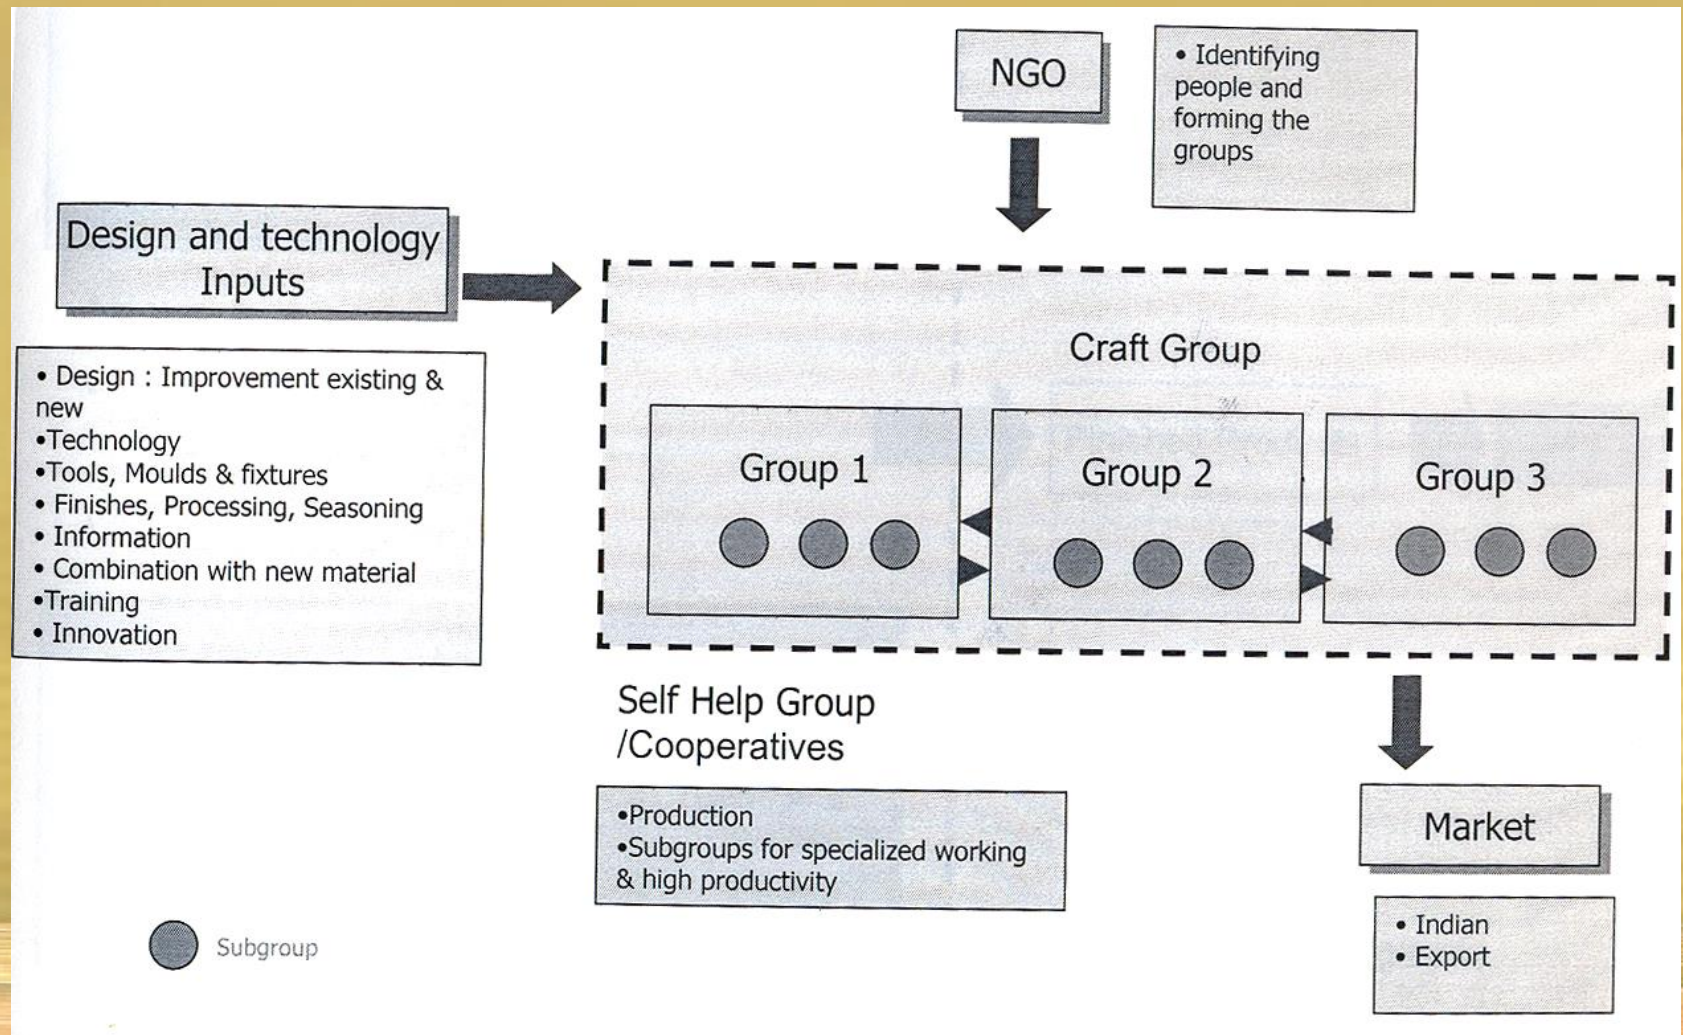 NGO
• Identifying
people and
forming the
groups
Design and technology
Inputs
• Design : Improvement existing &
new
•Technology
•Tools, Moulds & fixtures
• Finishes, Processing, Seasoning
• Information
• Combination with new material
•Training
• Innovation
Craft Group
Group 1
Group 2
Group 3
Self Help Group
/Cooperatives
•Production
•Subgroups for specialized working
& high productivity
Market
• Indian
• Export
Subgroup